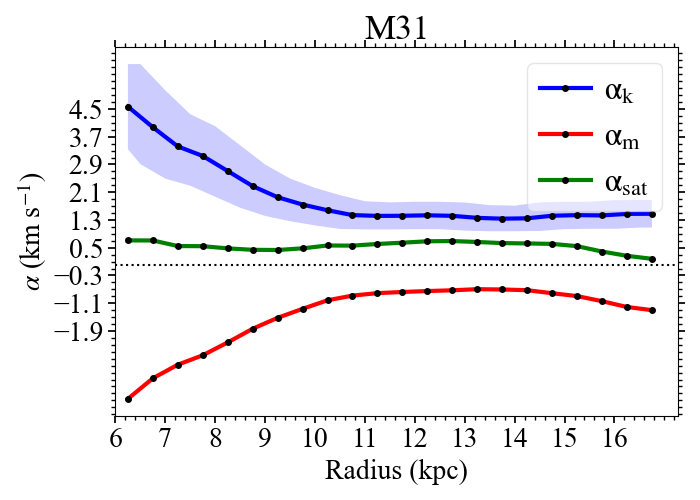 M31
α (km s⁻¹)
4.5
3.7
2.9
2.1
1.3
0.5
−0.3
−1.1
−1.9
αk
αm
αsat
6 7 8 9 10 11 12 13 14 15 16
Radius (kpc)